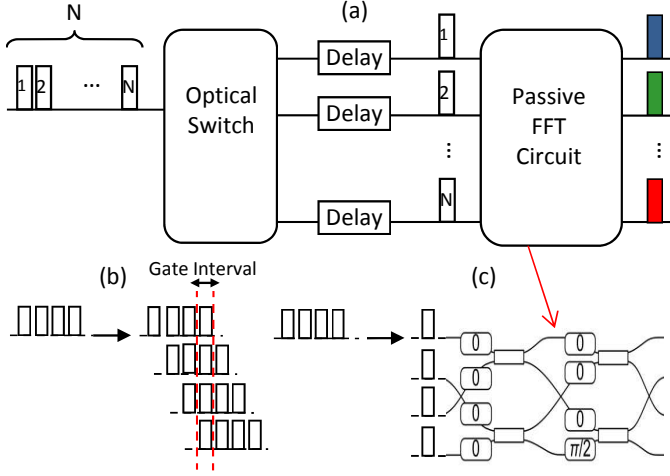 (a)
N
1 2 ... N
Optical
Switch
Delay
Delay
Delay
1
2
⋮
N
Passive
FFT
Circuit
⋮
(b)
Gate Interval
(c)
0 0
0 0
0 0
0 π/2